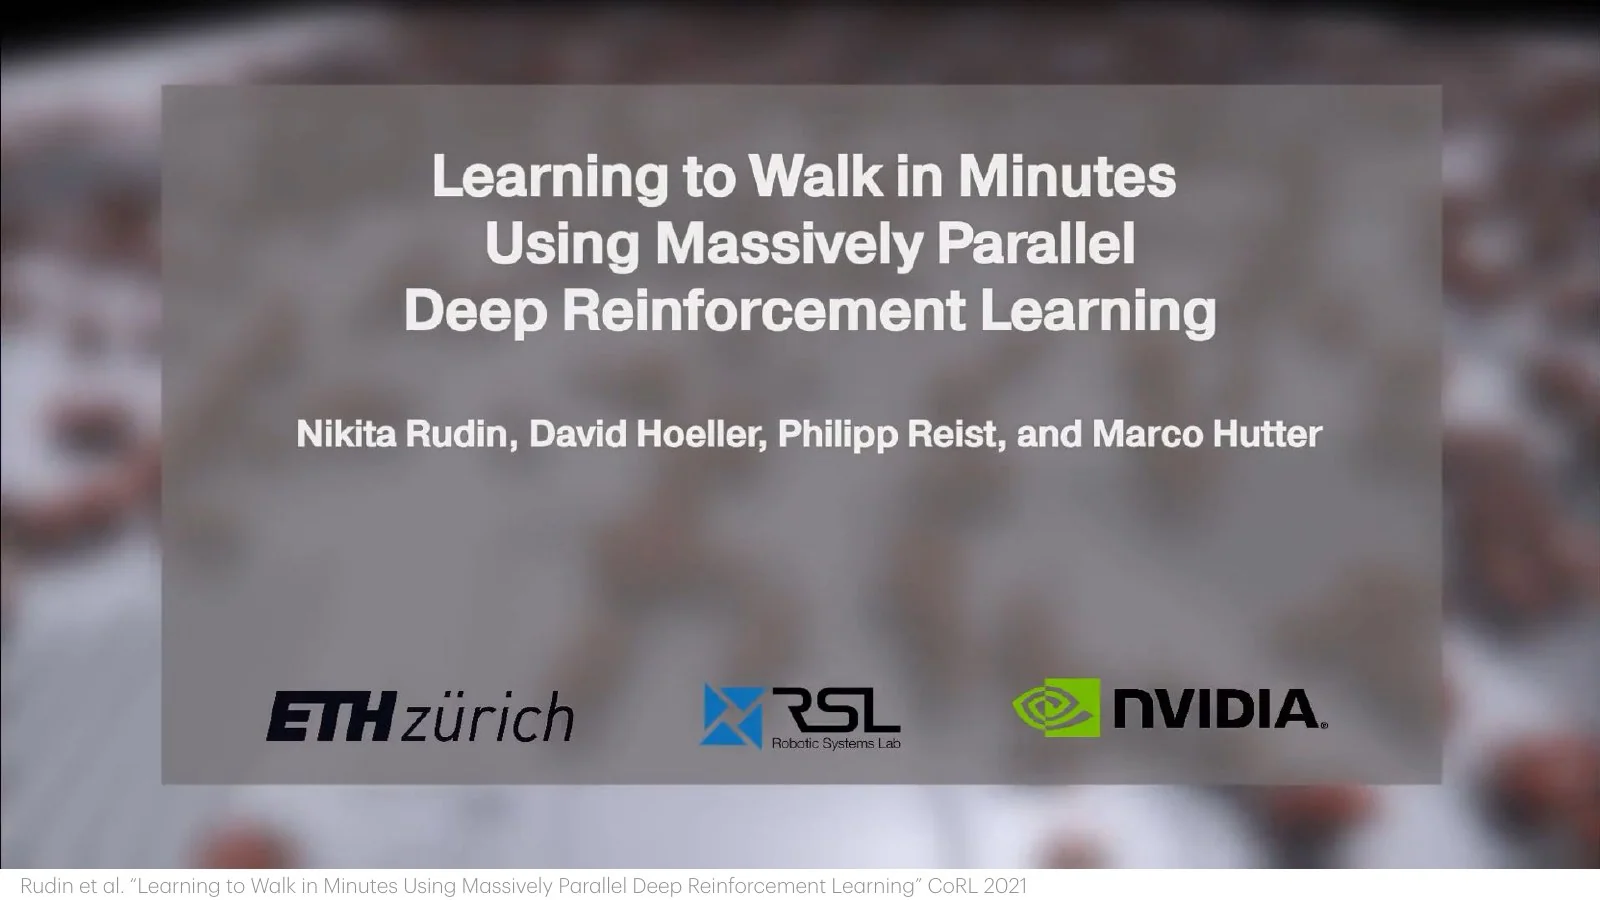 Learning to Walk in Minutes
Using Massively Parallel
Deep Reinforcement Learning
Nikita Rudin, David Hoeller, Philipp Reist, and Marco Hutter
ETH zürich
RSL
Robotic Systems Lab
NVIDIA®
Rudin et al. “Learning to Walk in Minutes Using Massively Parallel Deep Reinforcement Learning” CoRL 2021